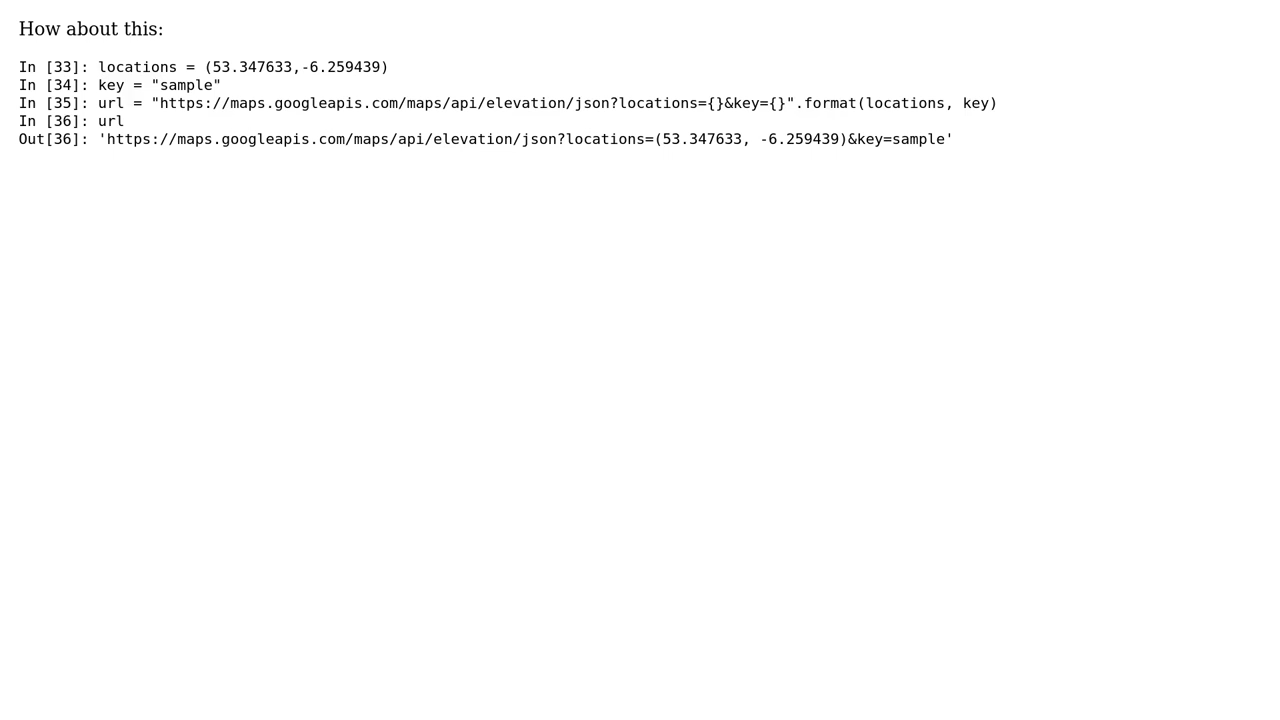 How about this:
In [33]: locations = (53.347633,-6.259439)
In [34]: key = "sample"
In [35]: url = "https://maps.googleapis.com/maps/api/elevation/json?locations={}&key={}".format(locations, key)
In [36]: url
Out[36]: 'https://maps.googleapis.com/maps/api/elevation/json?locations=(53.347633, -6.259439)&key=sample'